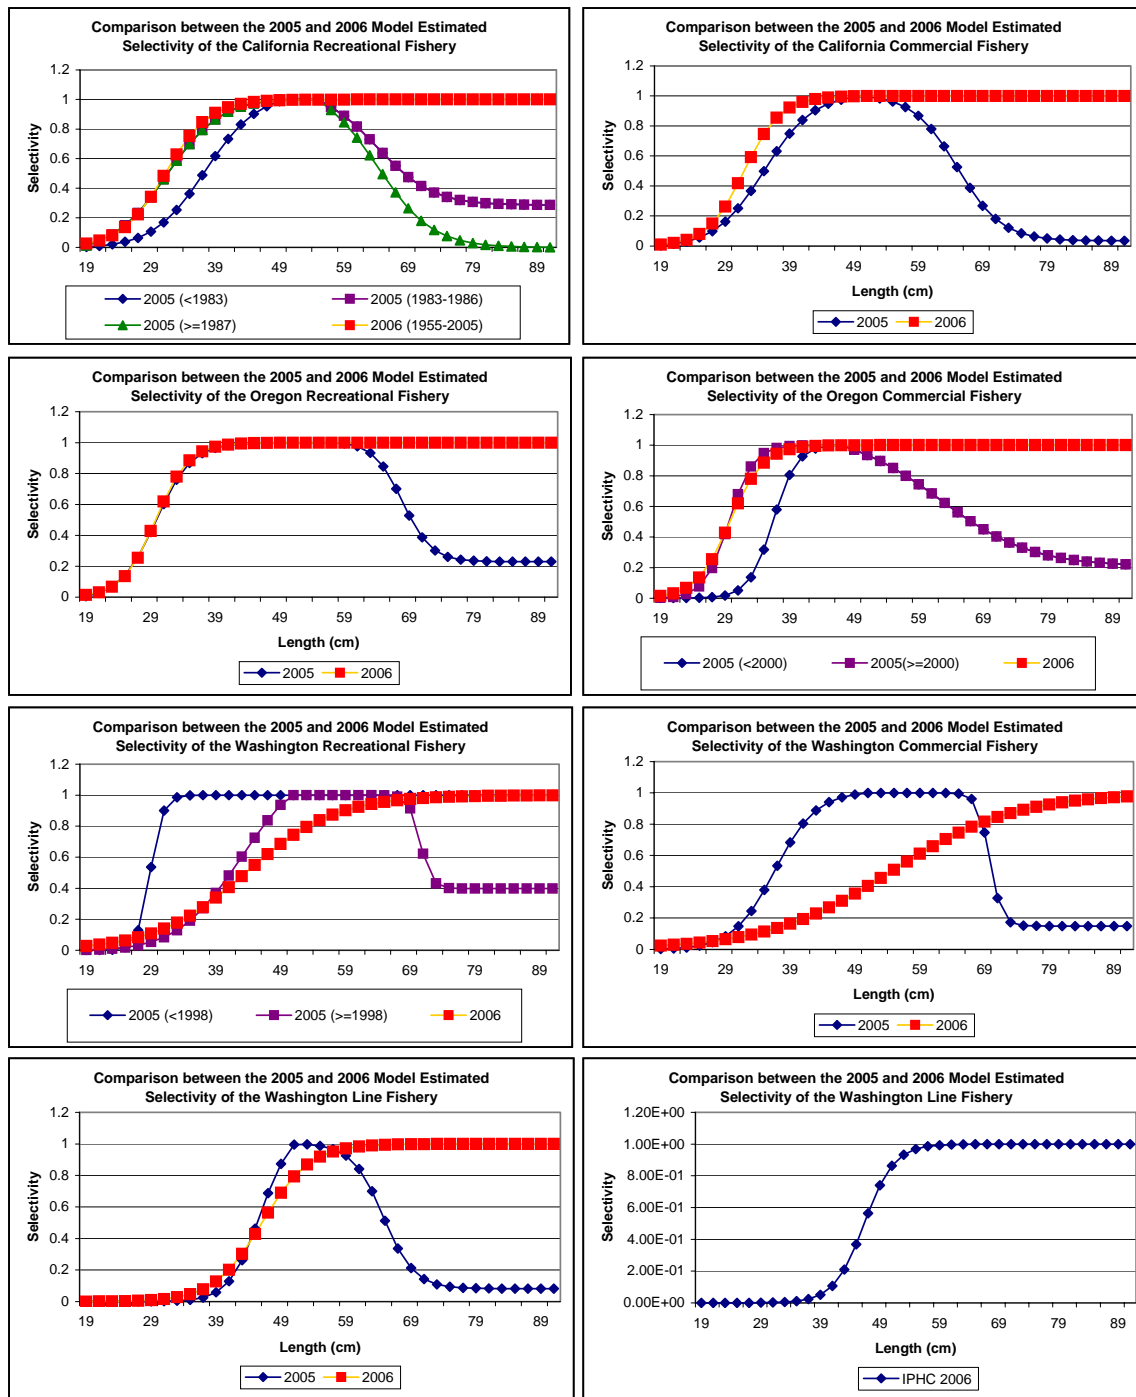 Comparison between the 2005 and 2006 Model Estimated
Selectivity of the California Recreational Fishery
1.2
1
0.8
0.6
0.4
0.2
0
Selectivity
19 29 39 49 59 69 79 89
Length (cm)
2005 (<1983) 2005 (1983-1986)
2005 (>=1987) 2006 (1955-2005)
Comparison between the 2005 and 2006 Model Estimated
Selectivity of the California Commercial Fishery
1.2
1
0.8
0.6
0.4
0.2
0
Selectivity
19 29 39 49 59 69 79 89
Length (cm)
2005 2006
Comparison between the 2005 and 2006 Model Estimated
Selectivity of the Oregon Recreational Fishery
1.2
1
0.8
0.6
0.4
0.2
0
Selectivity
19 29 39 49 59 69 79 89
Length (cm)
2005 2006
Comparison between the 2005 and 2006 Model Estimated
Selectivity of the Oregon Commercial Fishery
1.2
1
0.8
0.6
0.4
0.2
0
Selectivity
19 29 39 49 59 69 79 89
Length (cm)
2005 (<2000) 2005(>=2000) 2006
Comparison between the 2005 and 2006 Model Estimated
Selectivity of the Washington Recreational Fishery
1.2
1
0.8
0.6
0.4
0.2
0
Selectivity
19 29 39 49 59 69 79 89
Length (cm)
2005 (<1998) 2005 (>=1998) 2006
Comparison between the 2005 and 2006 Model Estimated
Selectivity of the Washington Commercial Fishery
1.2
1
0.8
0.6
0.4
0.2
0
Selectivity
19 29 39 49 59 69 79 89
Length (cm)
2005 2006
Comparison between the 2005 and 2006 Model Estimated
Selectivity of the Washington Line Fishery
1.2
1
0.8
0.6
0.4
0.2
0
Selectivity
19 29 39 49 59 69 79 89
Length (cm)
2005 2006
Comparison between the 2005 and 2006 Model Estimated
Selectivity of the Washington Line Fishery
1.20E+00
1.00E+00
8.00E-01
6.00E-01
4.00E-01
2.00E-01
0.00E+00
Selectivity
19 29 39 49 59 69 79 89
Length (cm)
IPHC 2006